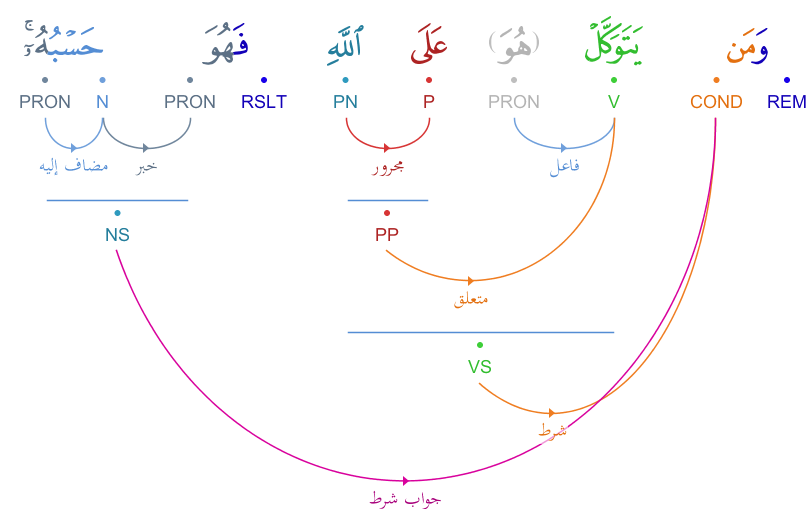 وَمَن يَتَوَكَّلْ (هُوَ) عَلَى ٱللَّهِ فَهُوَ حَسْبُهُۥٓ ۚ
REM COND V PRON P PN RSLT PRON N PRON
فاعل مجرور خبر مضاف إليه
PP NS
متعلق
VS
شرط
جواب شرط